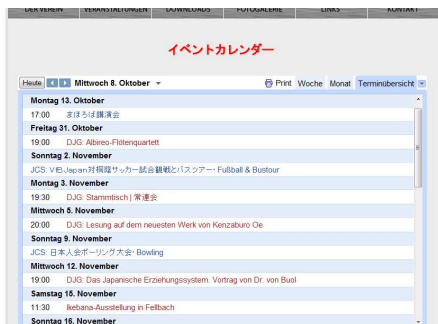 DER VEREIN VERANSTALTUNGEN DOWNLOADS FOTOGALERIE LINKS KONTAKT
イベントカレンダー
Heute Mittwoch 8. Oktober Print Woche Monat Terminübersicht
Montag 13. Oktober
17:00 まほろば講演会
Freitag 31. Oktober
19:00 DJG: Albireo-Flötenquartett
Sonntag 2. November
JCS: VfB-Japan対桐蔭サッカー試合観戦とバスツアー· Fußball & Bustour
Montag 3. November
19:30 DJG: Stammtisch | 常連会
Mittwoch 5. November
20:00 DJG: Lesung auf dem neuesten Werk von Kenzaburo Oe
Sonntag 9. November
JCS: 日本人会ボーリング大会· Bowling
Mittwoch 12. November
19:00 DJG: Das Japanische Erziehungssystem. Vortrag von Dr. von Buol
Samstag 15. November
11:30 Ikebana-Ausstellung in Fellbach
Sonntag 16. November